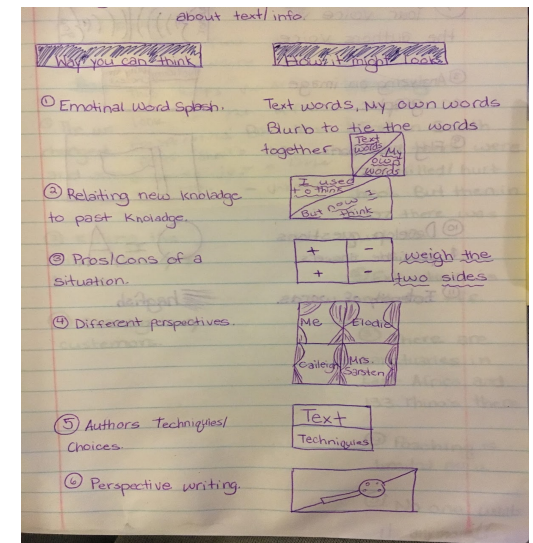 about text/info.
Way you can think
How it might look
① Emotinal Word Splash.
Text words, My own words
Blurb to tie the words
together
Text words
My own words
② Relaiting new knoladge
to past Knoladge.
I used to think
But now I think
③ Pros/Cons of a
situation.
+ -
+ -
weigh the
two sides
④ Different perspectives.
Me Elodie
Caileigh Mrs. Sarsten
⑤ Authors Techniqules/
Choices.
Text
Techniqules
⑥ Perspective writing.